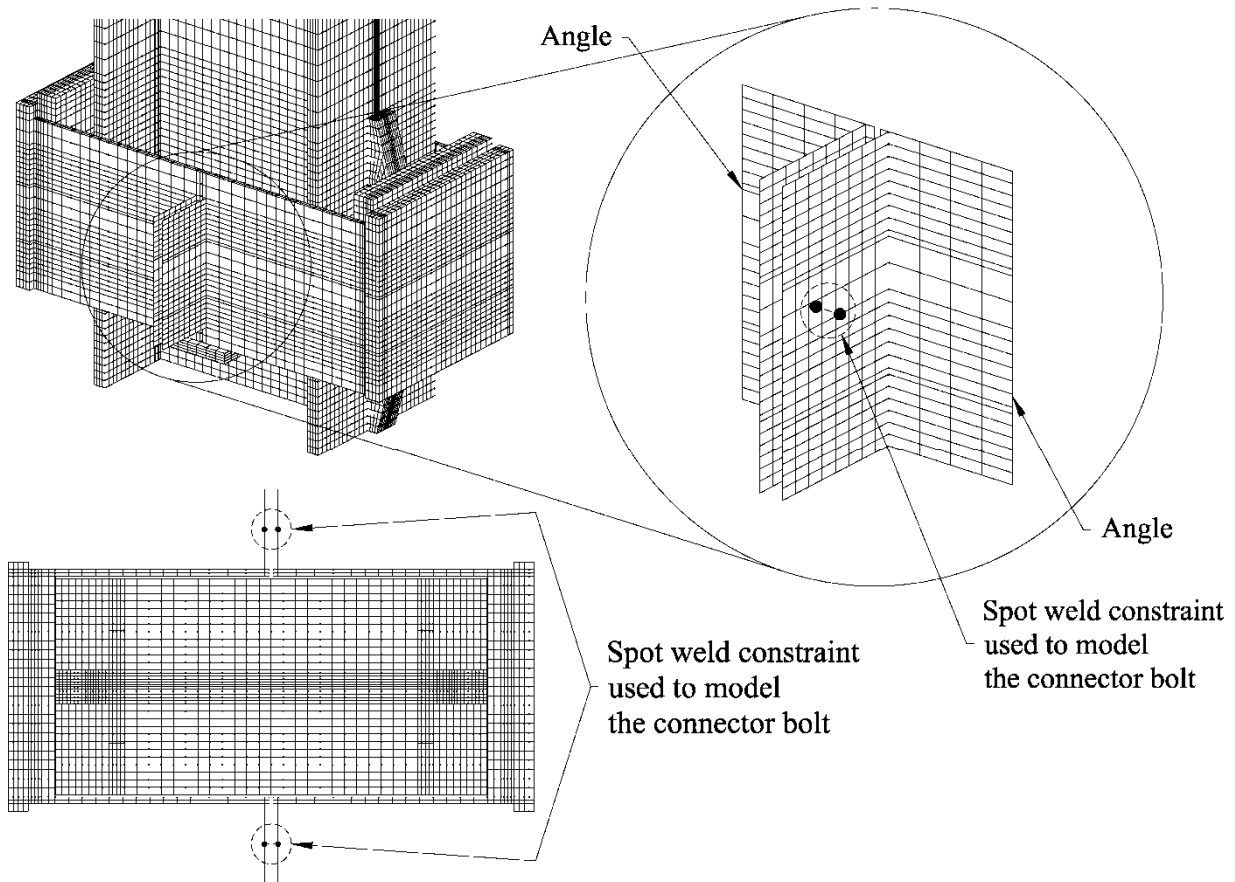 Angle
Angle
Spot weld constraint
used to model
the connector bolt
Spot weld constraint
used to model
the connector bolt